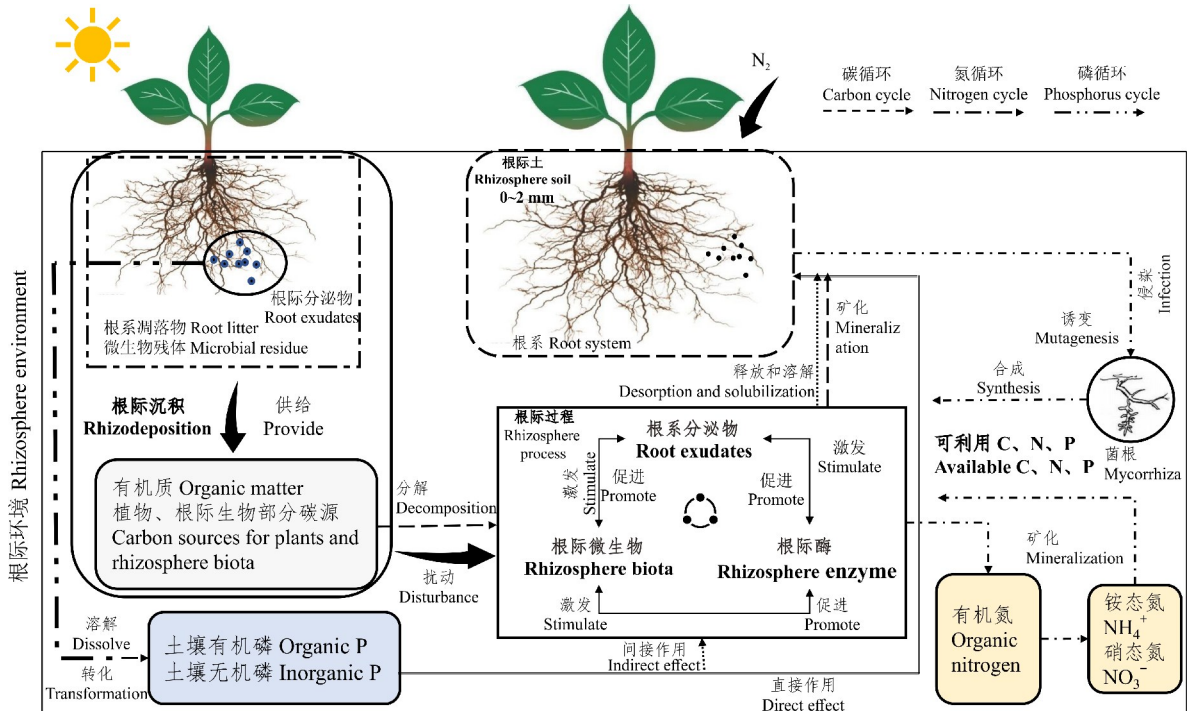 N₂
碳循环
Carbon cycle
氮循环
Nitrogen cycle
磷循环
Phosphorus cycle
根际环境 Rhizosphere environment
根际分泌物
Root exudates
根系凋落物 Root litter
微生物残体 Microbial residue
根际沉积
Rhizodeposition
供给
Provide
有机质 Organic matter
植物、根际生物部分碳源
Carbon sources for plants and
rhizosphere biota
溶解
Dissolve
转化
Transformation
土壤有机磷 Organic P
土壤无机磷 Inorganic P
分解
Decomposition
扰动
Disturbance
根际土
Rhizosphere soil
0~2 mm
根系 Root system
矿化
Mineraliz
ation
释放和溶解
Desorption and solubilization
根际过程
Rhizosphere
process
根系分泌物
Root exudates
激发
Stimulate
促进
Promote
促进
Promote
激发
Stimulate
根际微生物
Rhizosphere biota
根际酶
Rhizosphere enzyme
激发
Stimulate
促进
Promote
间接作用
Indirect effect
直接作用
Direct effect
侵染
Infection
诱变
Mutagenesis
合成
Synthesis
菌根
Mycorrhiza
可利用 C、N、P
Available C、N、P
矿化
Mineralization
有机氮
Organic
nitrogen
铵态氮
NH₄⁺
硝态氮
NO₃⁻